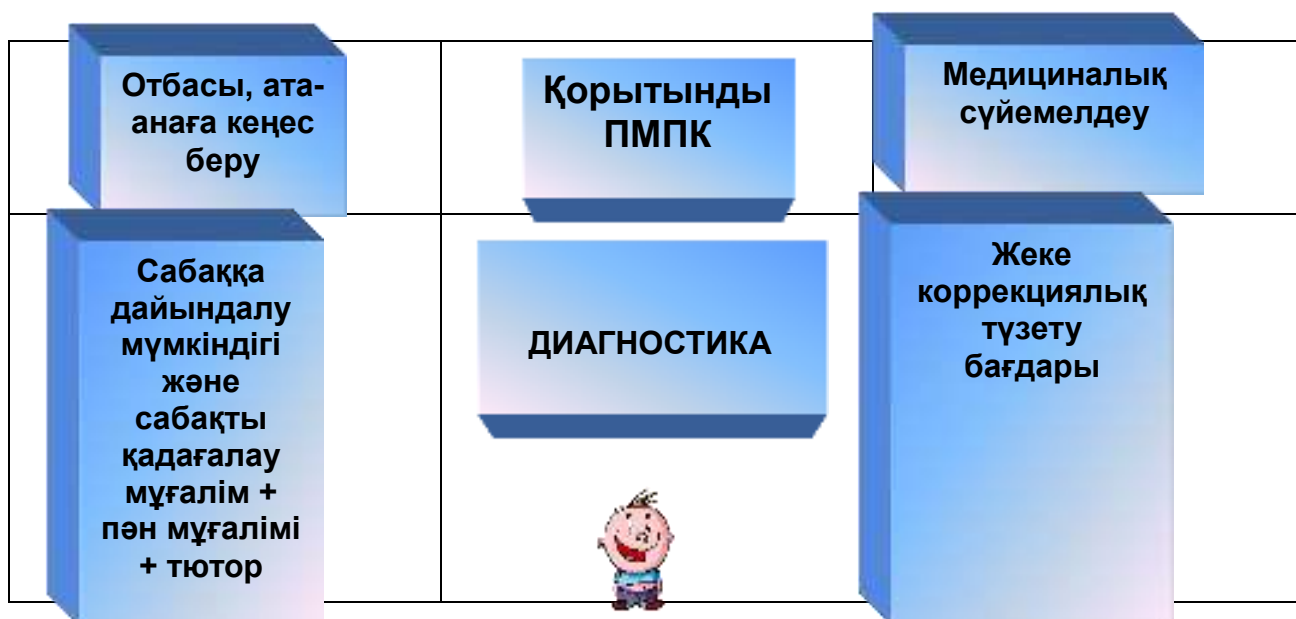 Отбасы, ата-
анаға кеңес
беру
Қорытынды
ПМПК
Медициналық
сүйемелдеу
Сабаққа
дайындалу
мүмкіндігі
және
сабақты
қадағалау
мұғалім +
пән мұғалімі
+ тютор
ДИАГНОСТИКА
Жеке
коррекциялық
түзету
бағдары